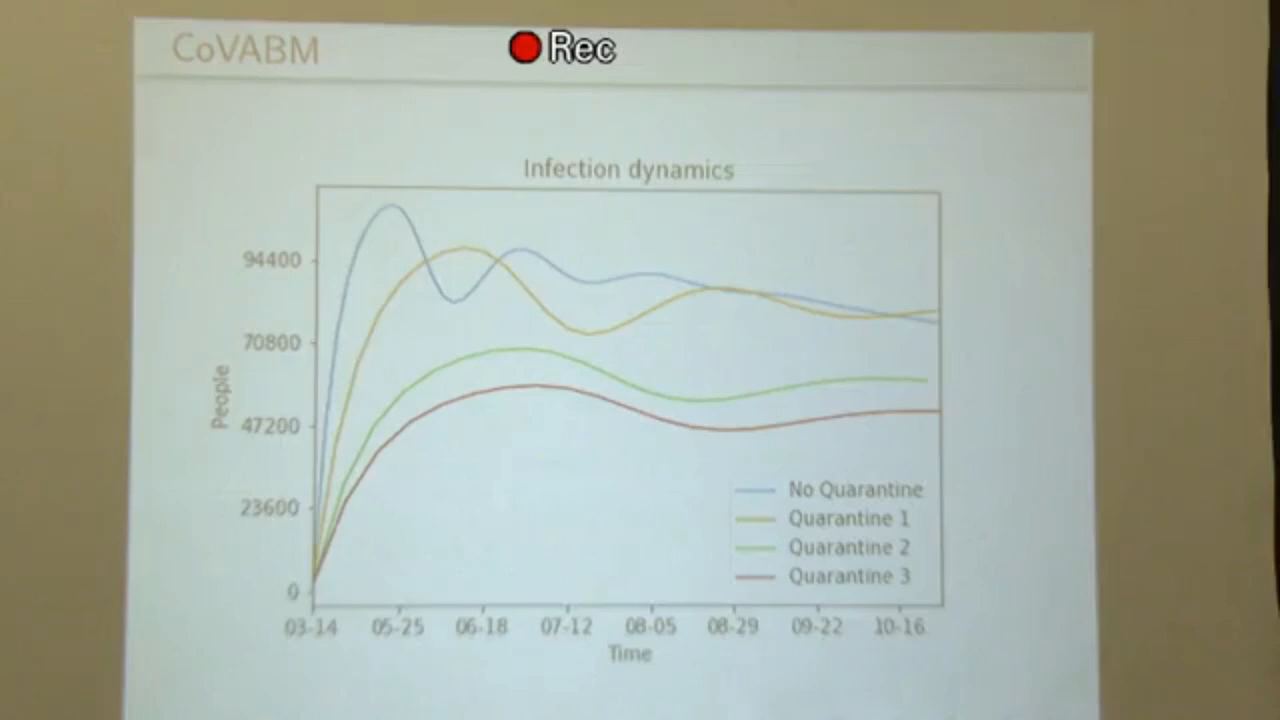 CoVABM
Rec
Infection dynamics
94400
70800
47200
23600
0
People
No Quarantine
Quarantine 1
Quarantine 2
Quarantine 3
03-14 05-25 06-18 07-12 08-05 08-29 09-22 10-16
Time